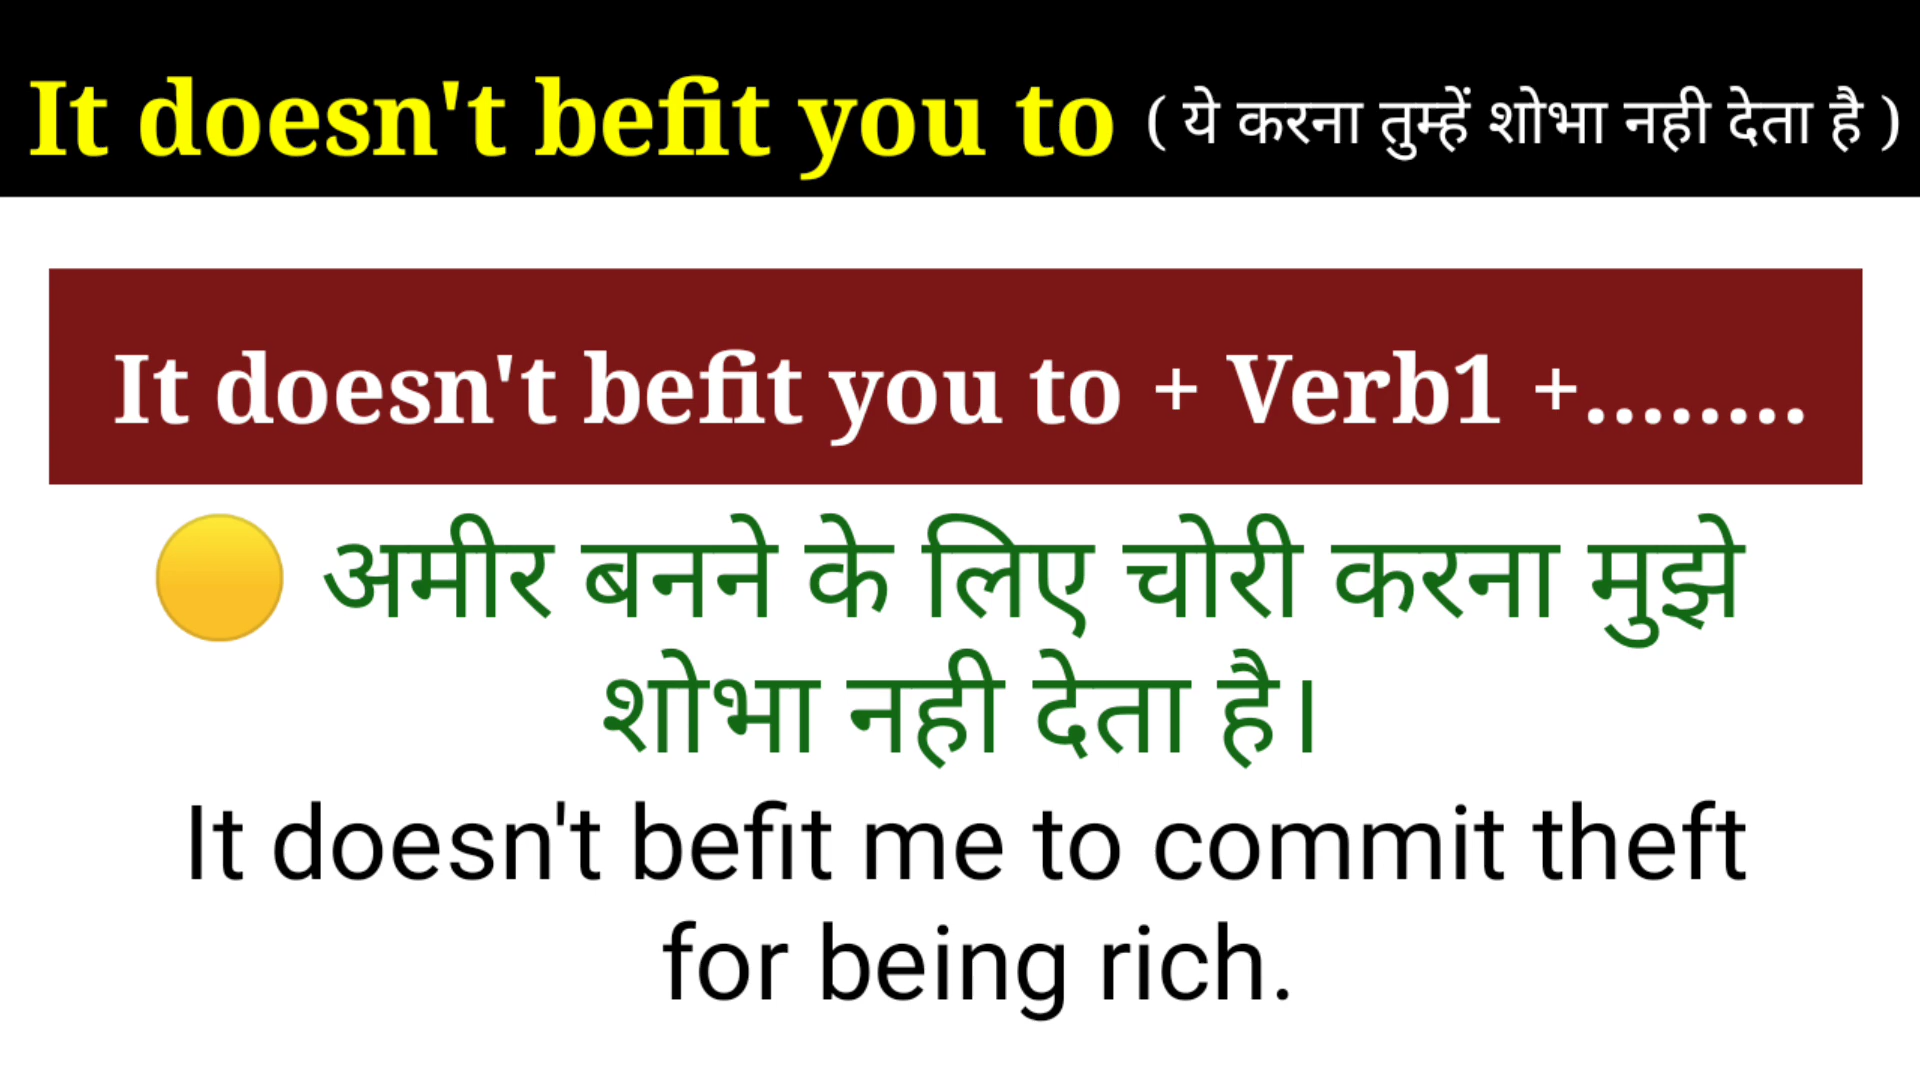 It doesn't befit you to ( ये करना तुम्हें शोभा नही देता है )
It doesn't befit you to + Verb1 +........
अमीर बनने के लिए चोरी करना मुझे
शोभा नही देता है।
It doesn't befit me to commit theft
for being rich.